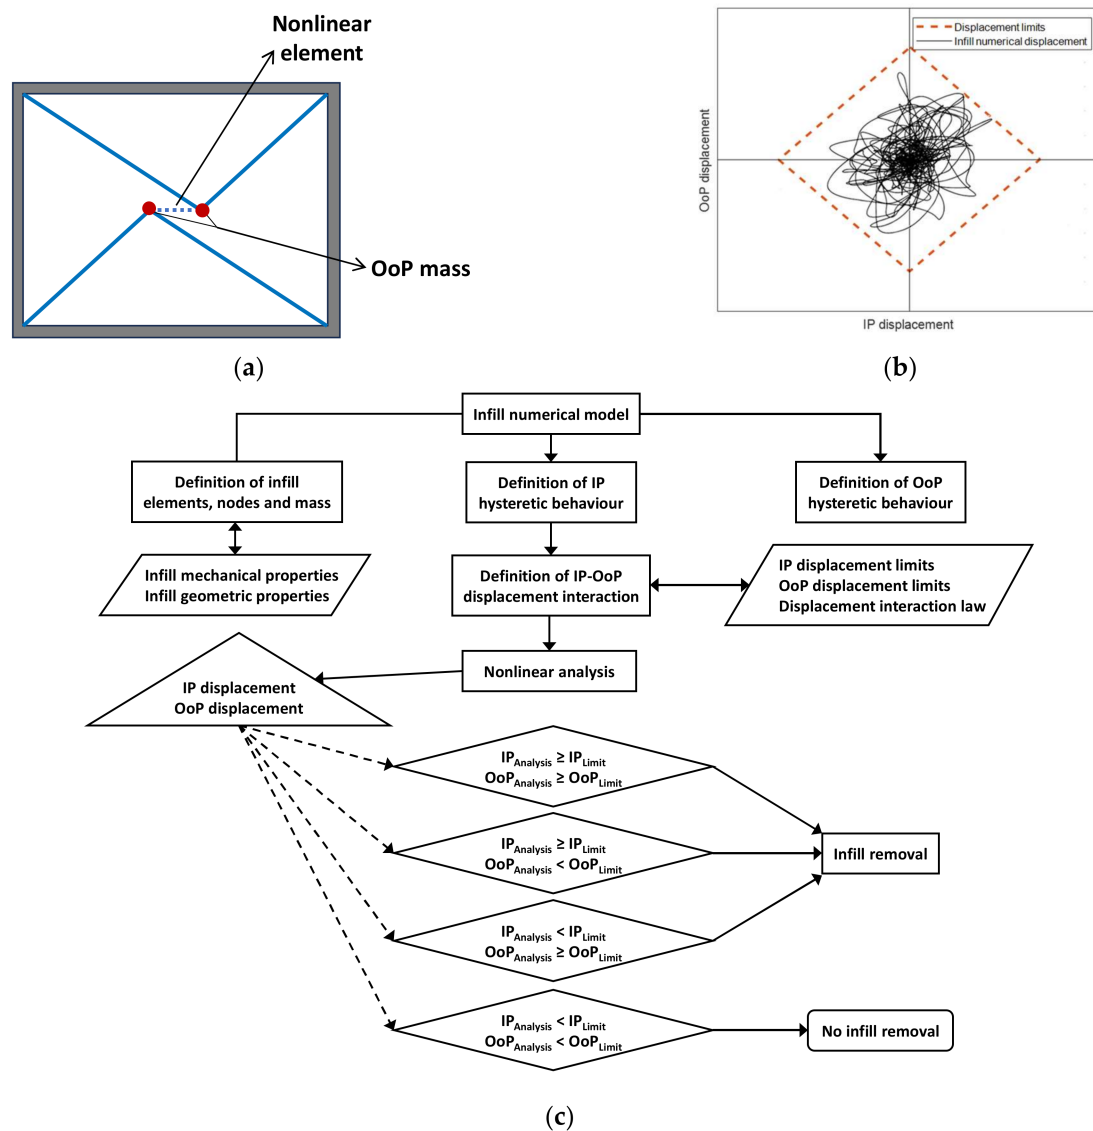 Nonlinear
element
OoP mass
(a)
Displacement limits
Infill numerical displacement
OoP displacement
IP displacement
(b)
Infill numerical model
Definition of infill
elements, nodes and mass
Definition of IP
hysteretic behaviour
Definition of OoP
hysteretic behaviour
Infill mechanical properties
Infill geometric properties
Definition of IP-OoP
displacement interaction
IP displacement limits
OoP displacement limits
Displacement interaction law
Nonlinear analysis
IP displacement
OoP displacement
IPAnalysis ≥ IPLimit
OoPAnalysis ≥ OoPLimit
IPAnalysis ≥ IPLimit
OoPAnalysis < OoPLimit
Infill removal
IPAnalysis < IPLimit
OoPAnalysis ≥ OoPLimit
IPAnalysis < IPLimit
OoPAnalysis < OoPLimit
No infill removal
(c)